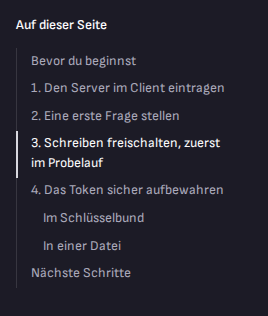 Auf dieser Seite
Bevor du beginnst
1. Den Server im Client eintragen
2. Eine erste Frage stellen
3. Schreiben freischalten, zuerst
im Probelauf
4. Das Token sicher aufbewahren
Im Schlüsselbund
In einer Datei
Nächste Schritte